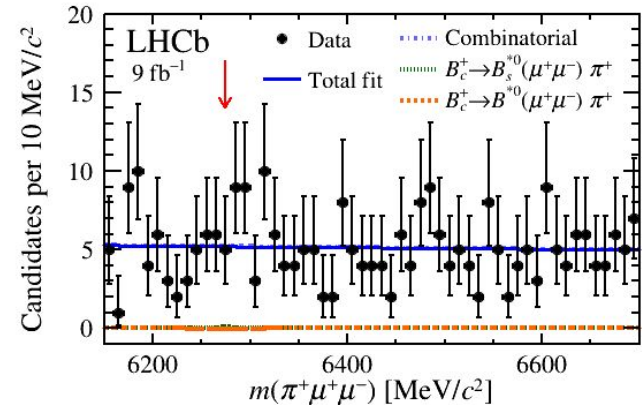 LHCb
9 fb⁻¹
Data
Total fit
Combinatorial
B_c^+→B_s^{*0}(μ⁺μ⁻) π⁺
B_c^+→B^{*0}(μ⁺μ⁻) π⁺
Candidates per 10 MeV/c²
20
15
10
5
0
6200 6400 6600
m(π⁺μ⁺μ⁻) [MeV/c²]